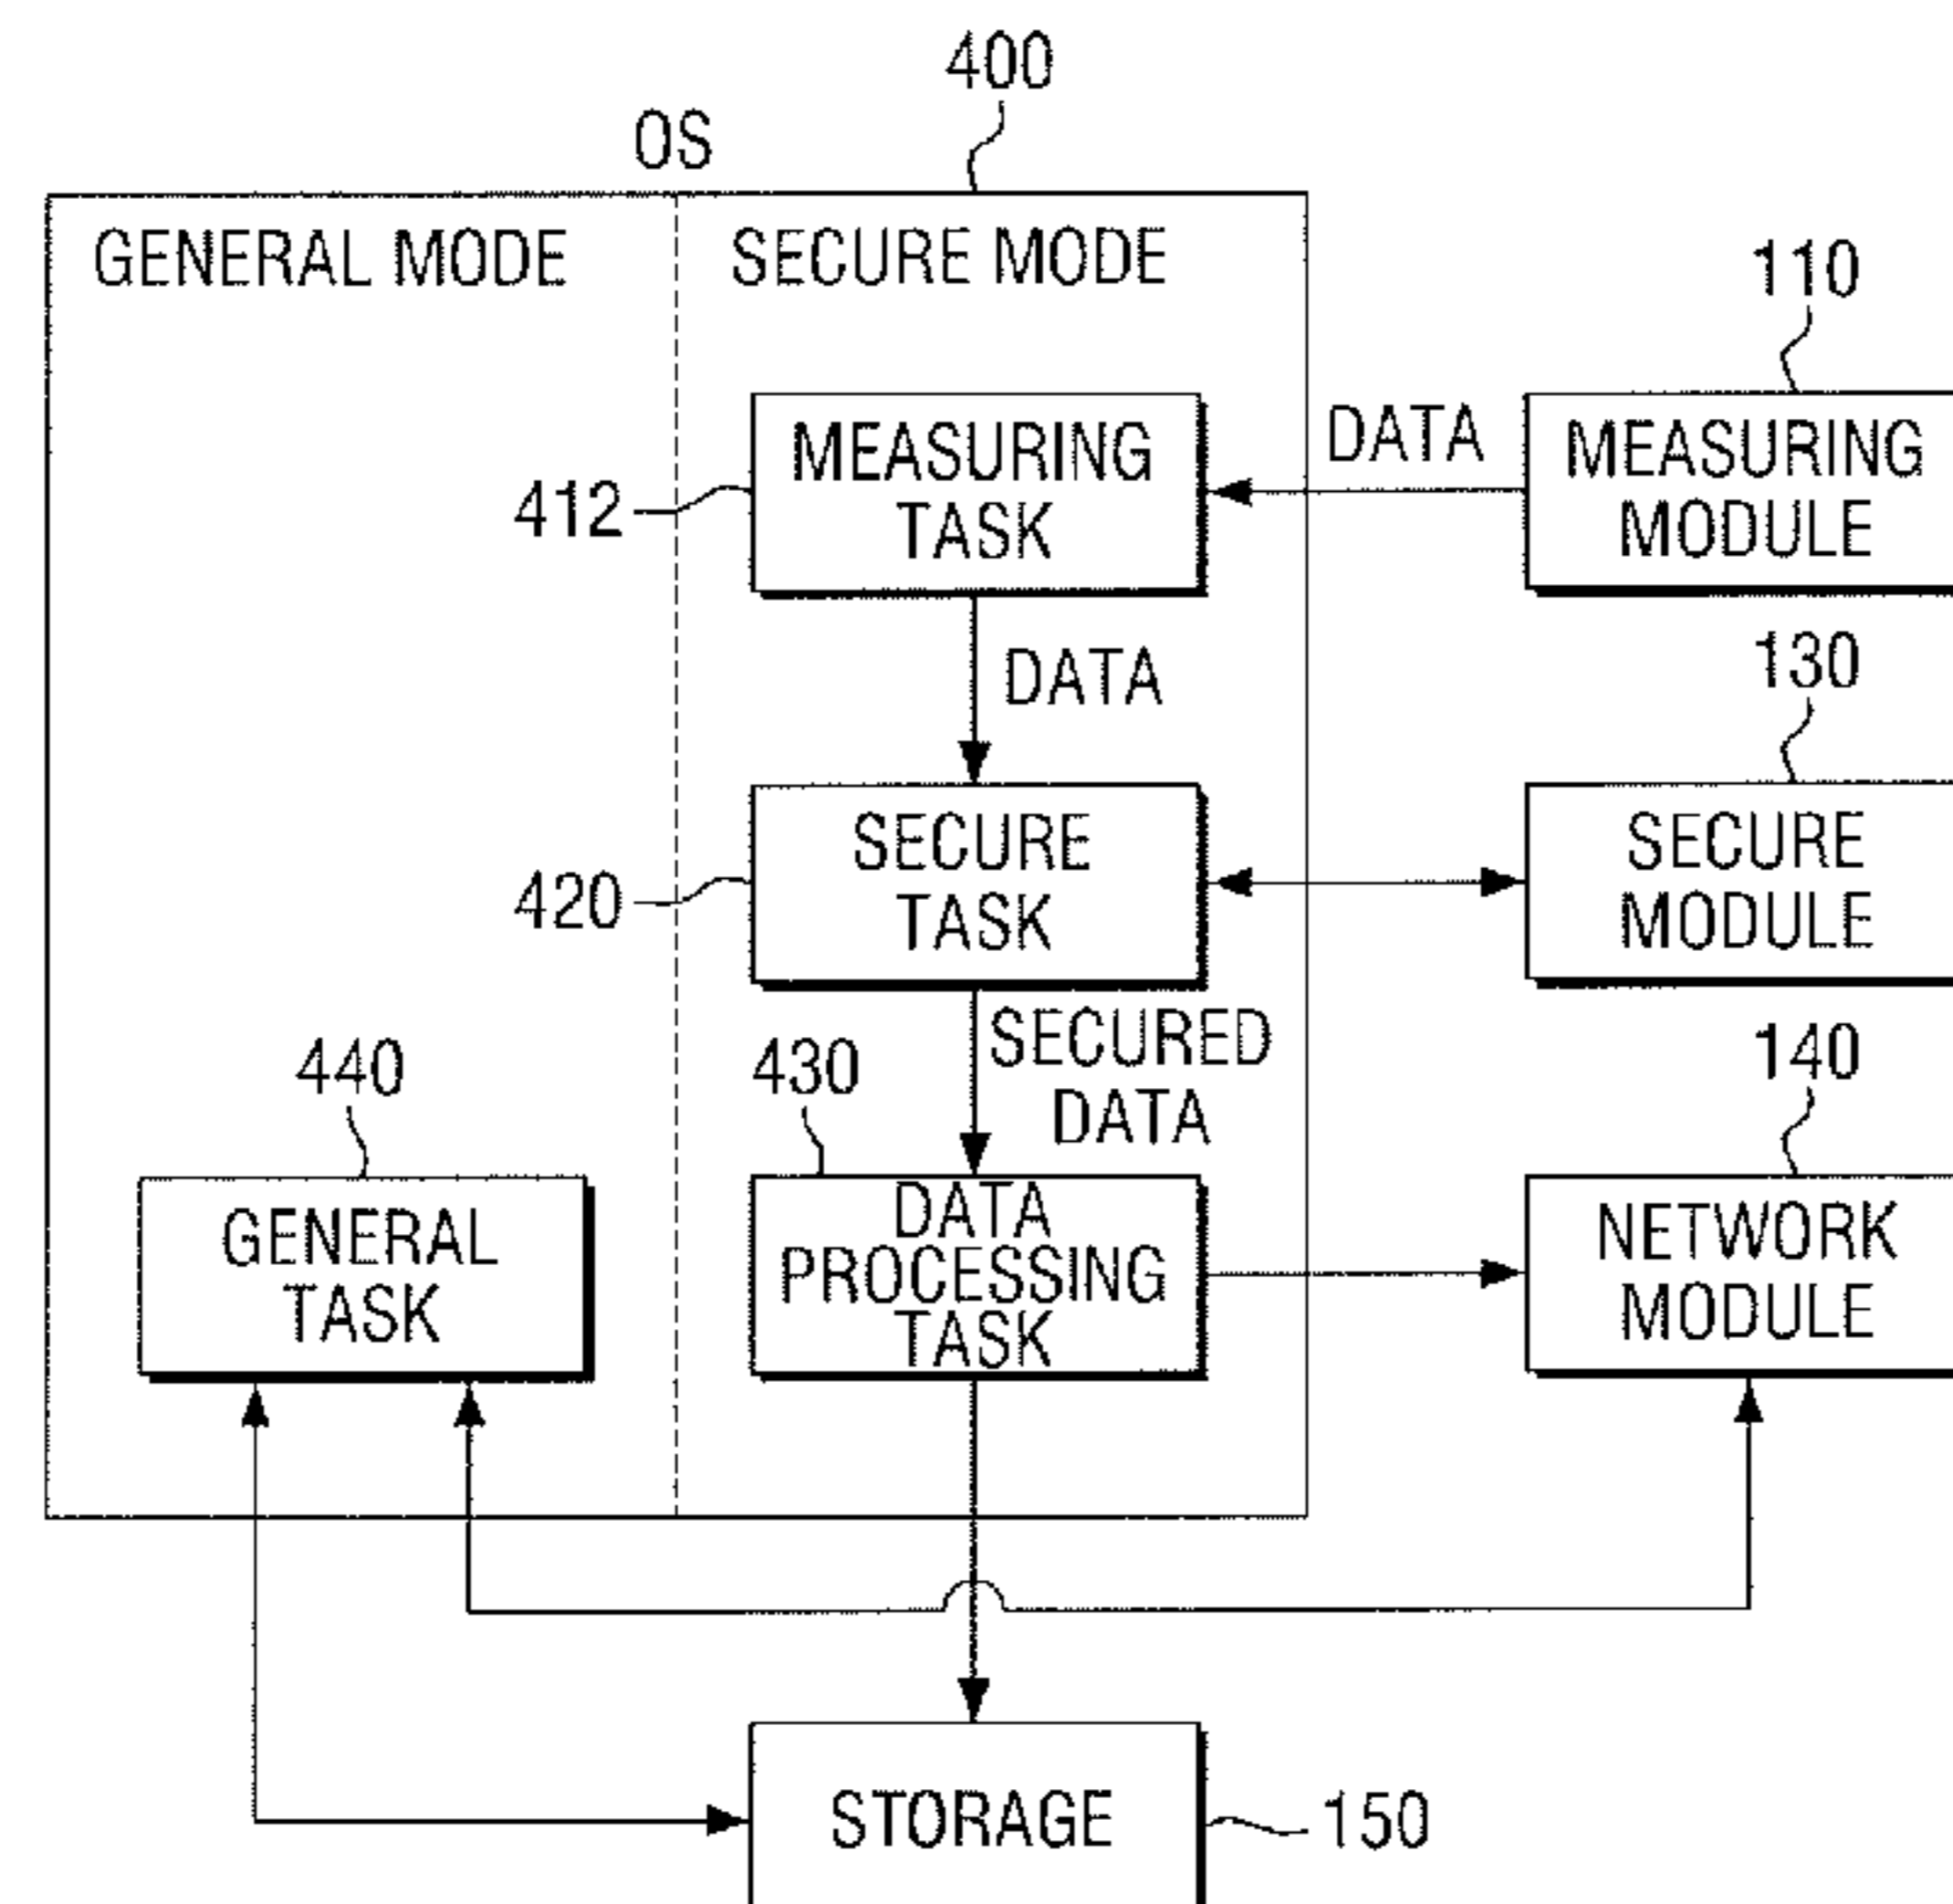 400
OS
GENERAL MODE
SECURE MODE
110
MEASURING
TASK
412
DATA
MEASURING
MODULE
DATA
130
SECURE
TASK
420
SECURE
MODULE
SECURED
DATA
440
430
140
GENERAL
TASK
DATA
PROCESSING
TASK
NETWORK
MODULE
STORAGE
150